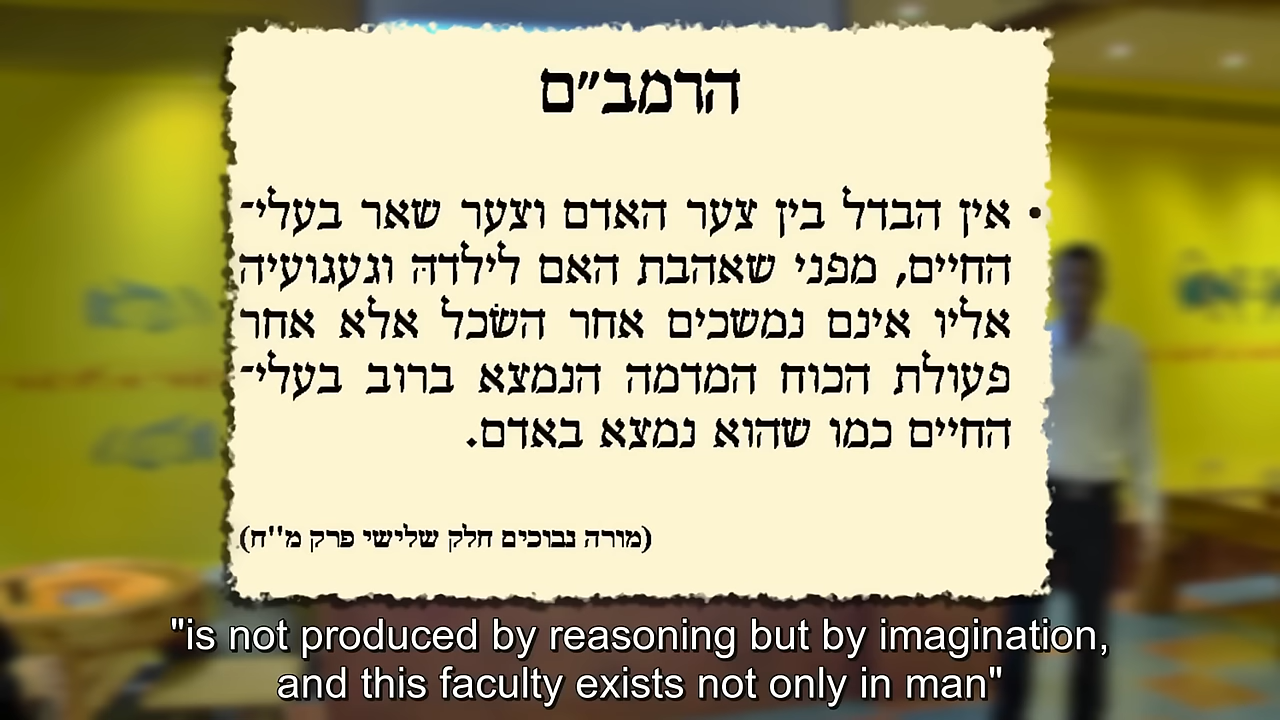 הרמב"ם
• אין הבדל בין צער האדם וצער שאר בעלי־
החיים, מפני שאהבת האם לילדהּ וגעגועיה
אליו אינם נמשכים אחר השׂכל אלא אחר
פעולת הכוח המדמה הנמצא ברוב בעלי־
החיים כמו שהוא נמצא באדם.
(מורה נבוכים חלק שלישי פרק מ''ח)
"is not produced by reasoning but by imagination,
and this faculty exists not only in man"